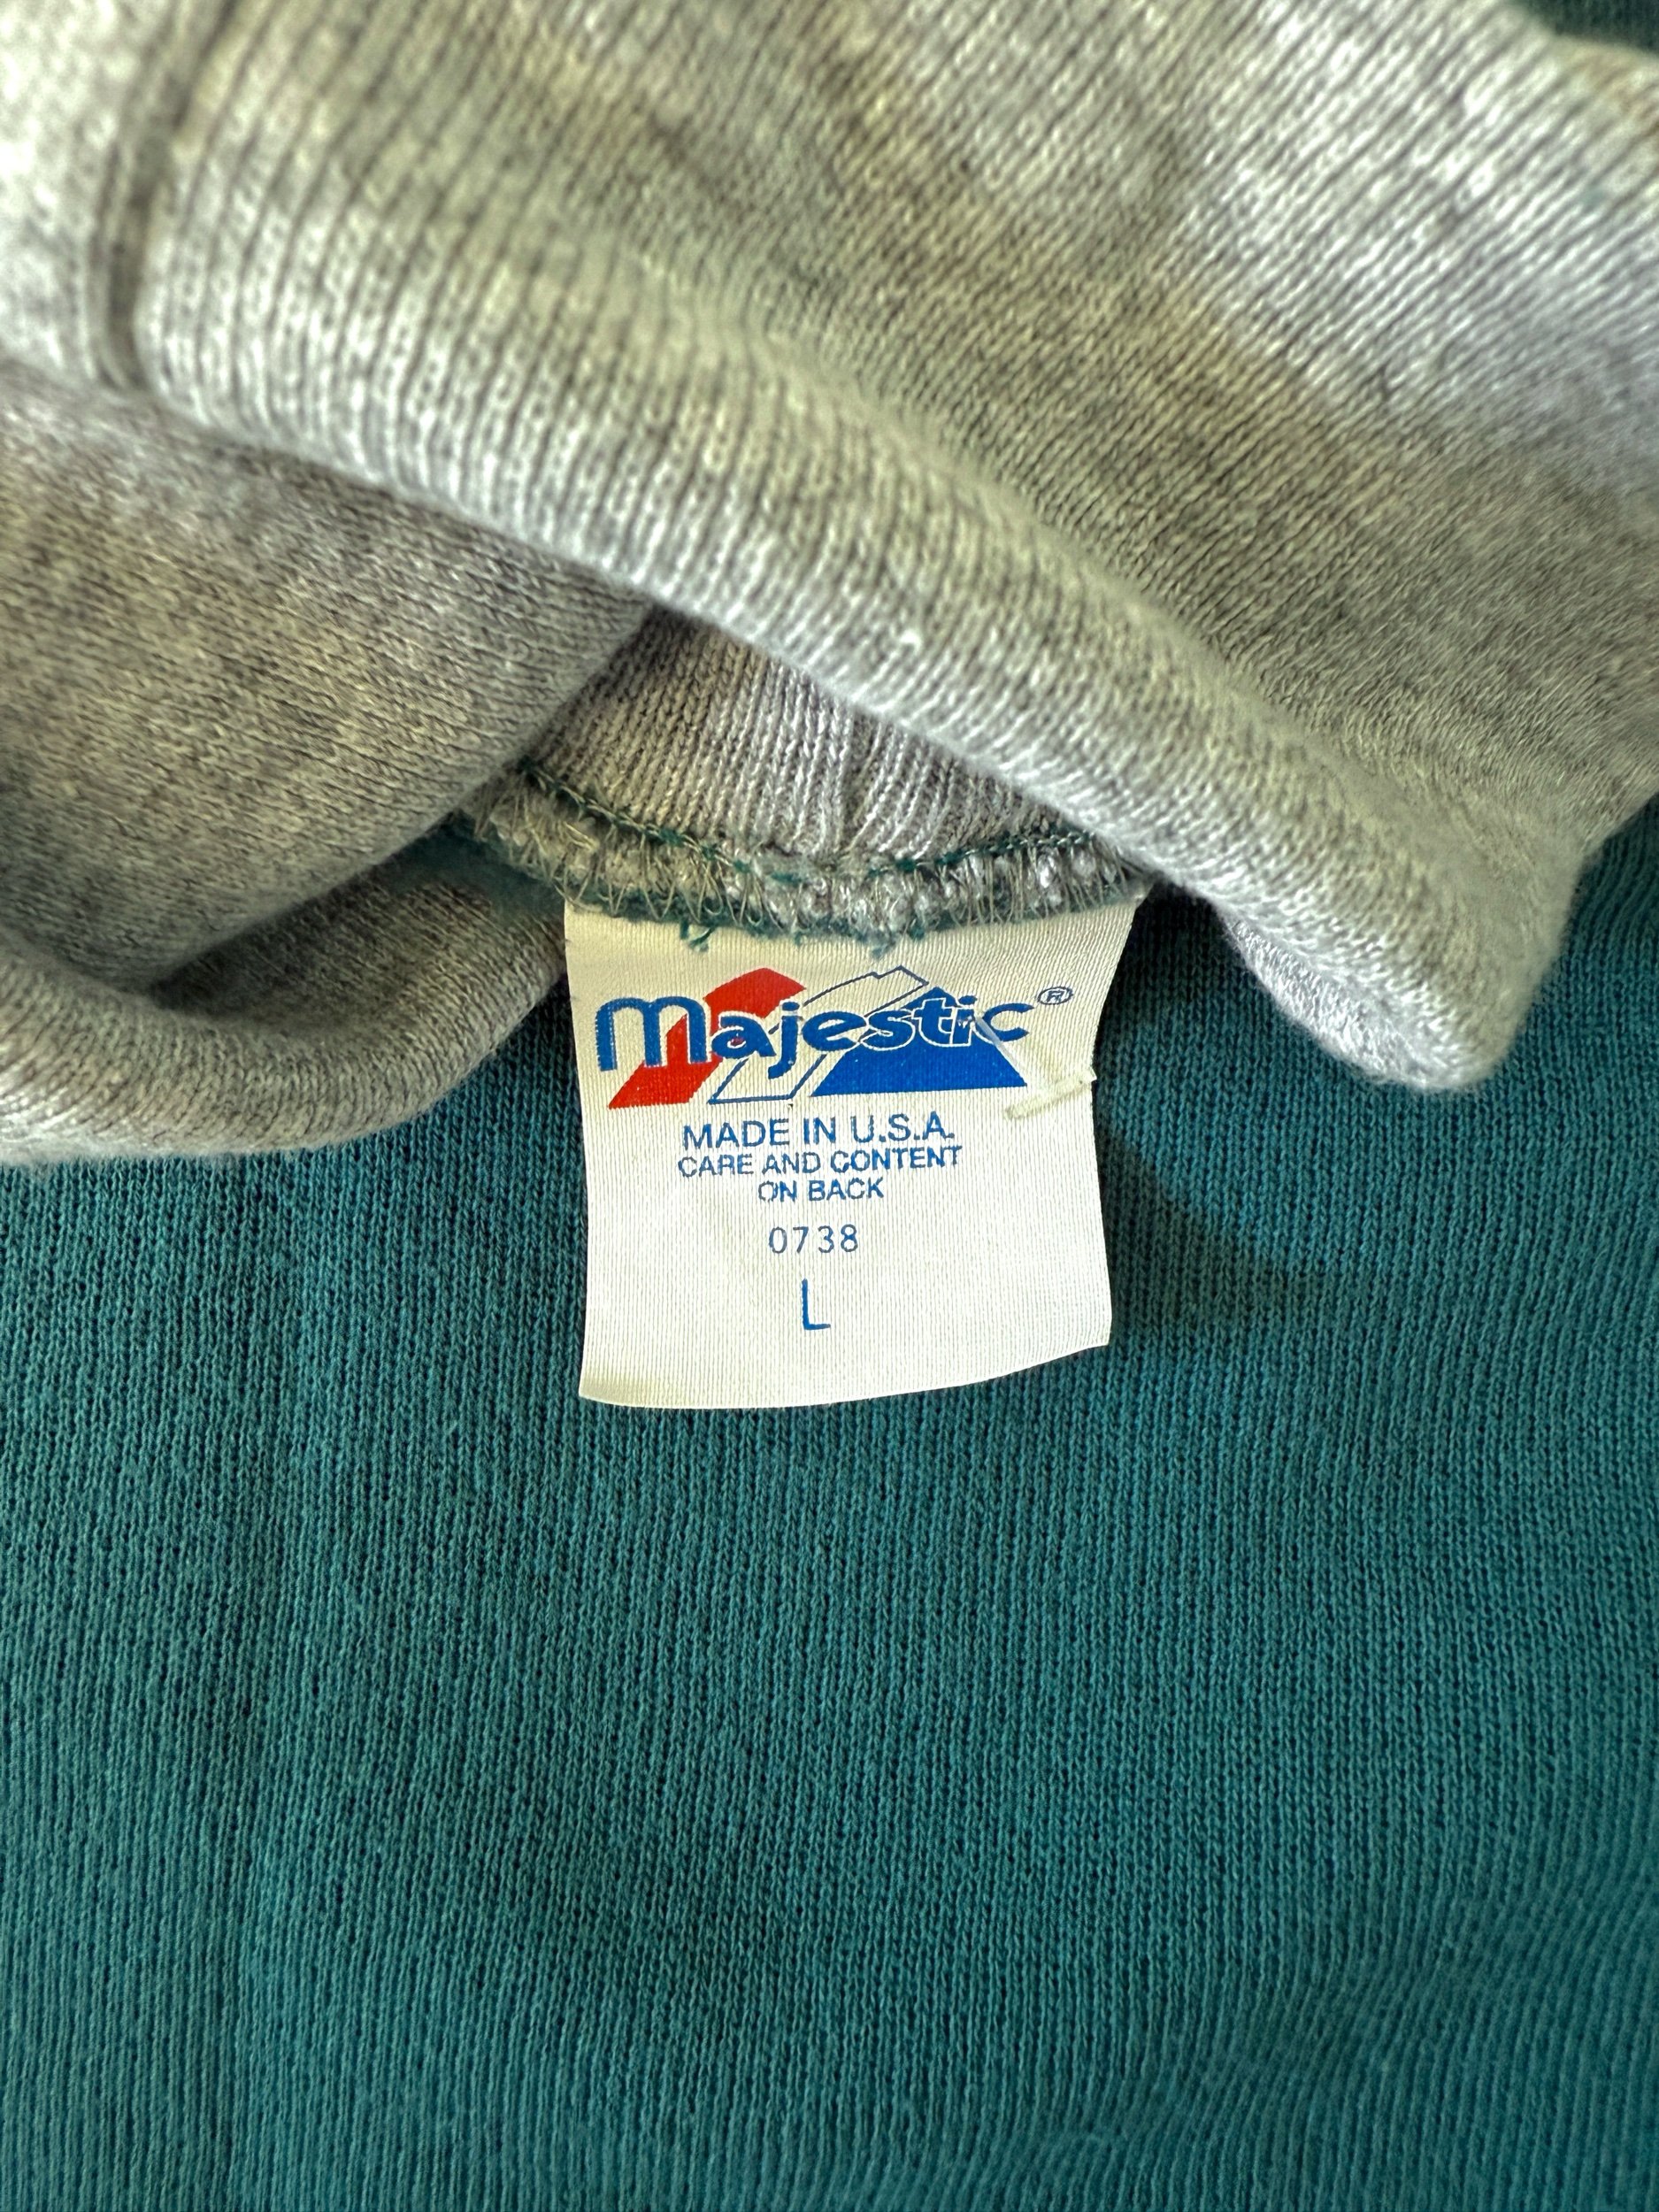 Majestic®
MADE IN U.S.A.
CARE AND CONTENT
ON BACK
0738
L